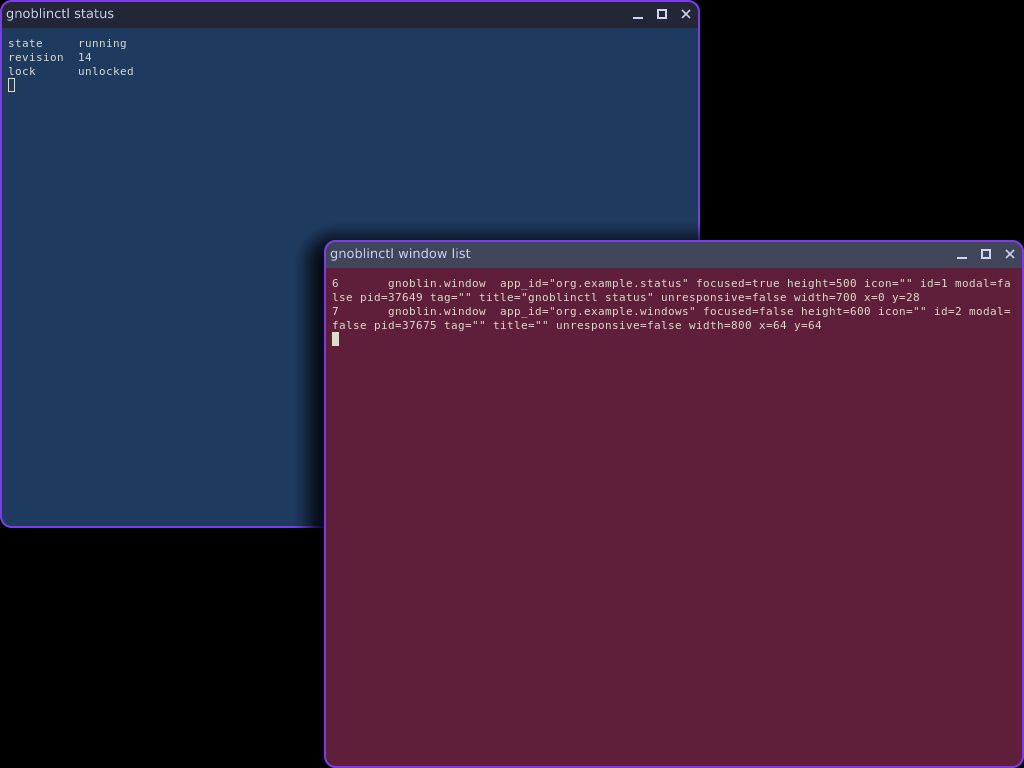 gnoblinctl status
state     running
revision  14
lock      unlocked
gnoblinctl window list
6       gnoblin.window  app_id="org.example.status" focused=true height=500 icon="" id=1 modal=fa
lse pid=37649 tag="" title="gnoblinctl status" unresponsive=false width=700 x=0 y=28
7       gnoblin.window  app_id="org.example.windows" focused=false height=600 icon="" id=2 modal=
false pid=37675 tag="" title="" unresponsive=false width=800 x=64 y=64